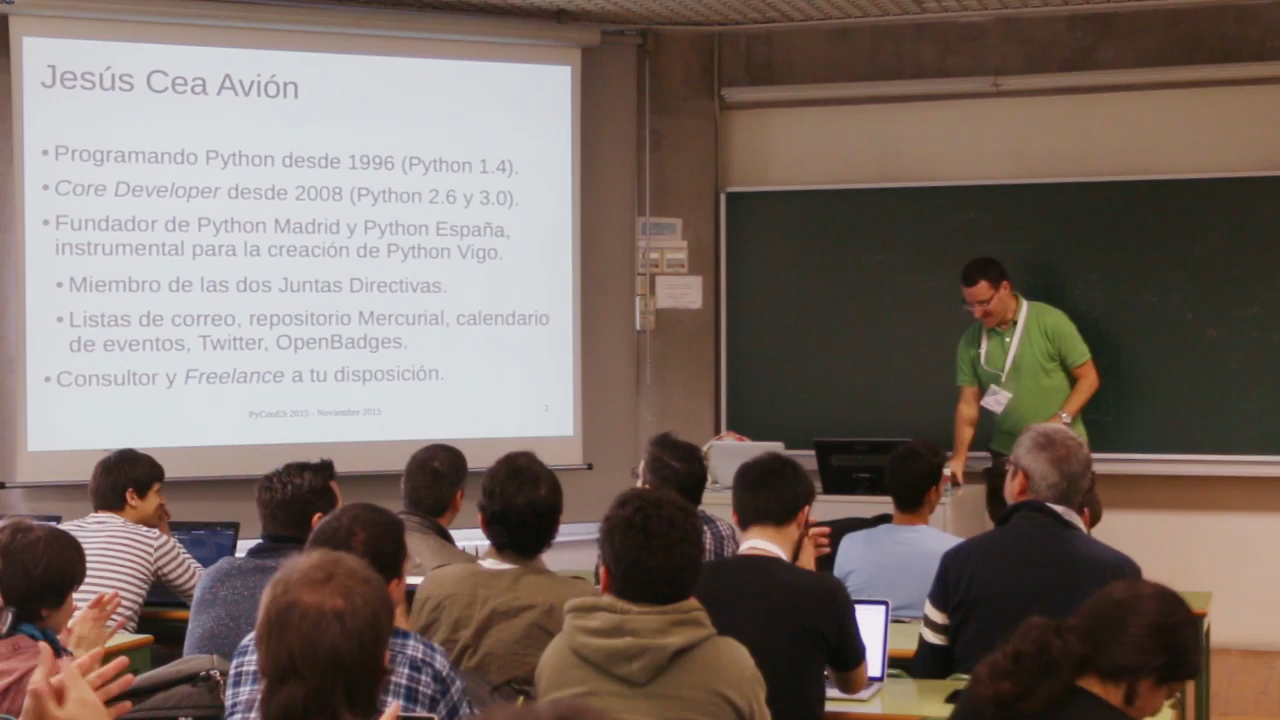 Jesús Cea Avión
• Programando Python desde 1996 (Python 1.4).
• Core Developer desde 2008 (Python 2.6 y 3.0).
• Fundador de Python Madrid y Python España,
instrumental para la creación de Python Vigo.
• Miembro de las dos Juntas Directivas.
• Listas de correo, repositorio Mercurial, calendario
de eventos, Twitter, OpenBadges.
• Consultor y Freelance a tu disposición.
PyConES 2015 - Noviembre 2015
2